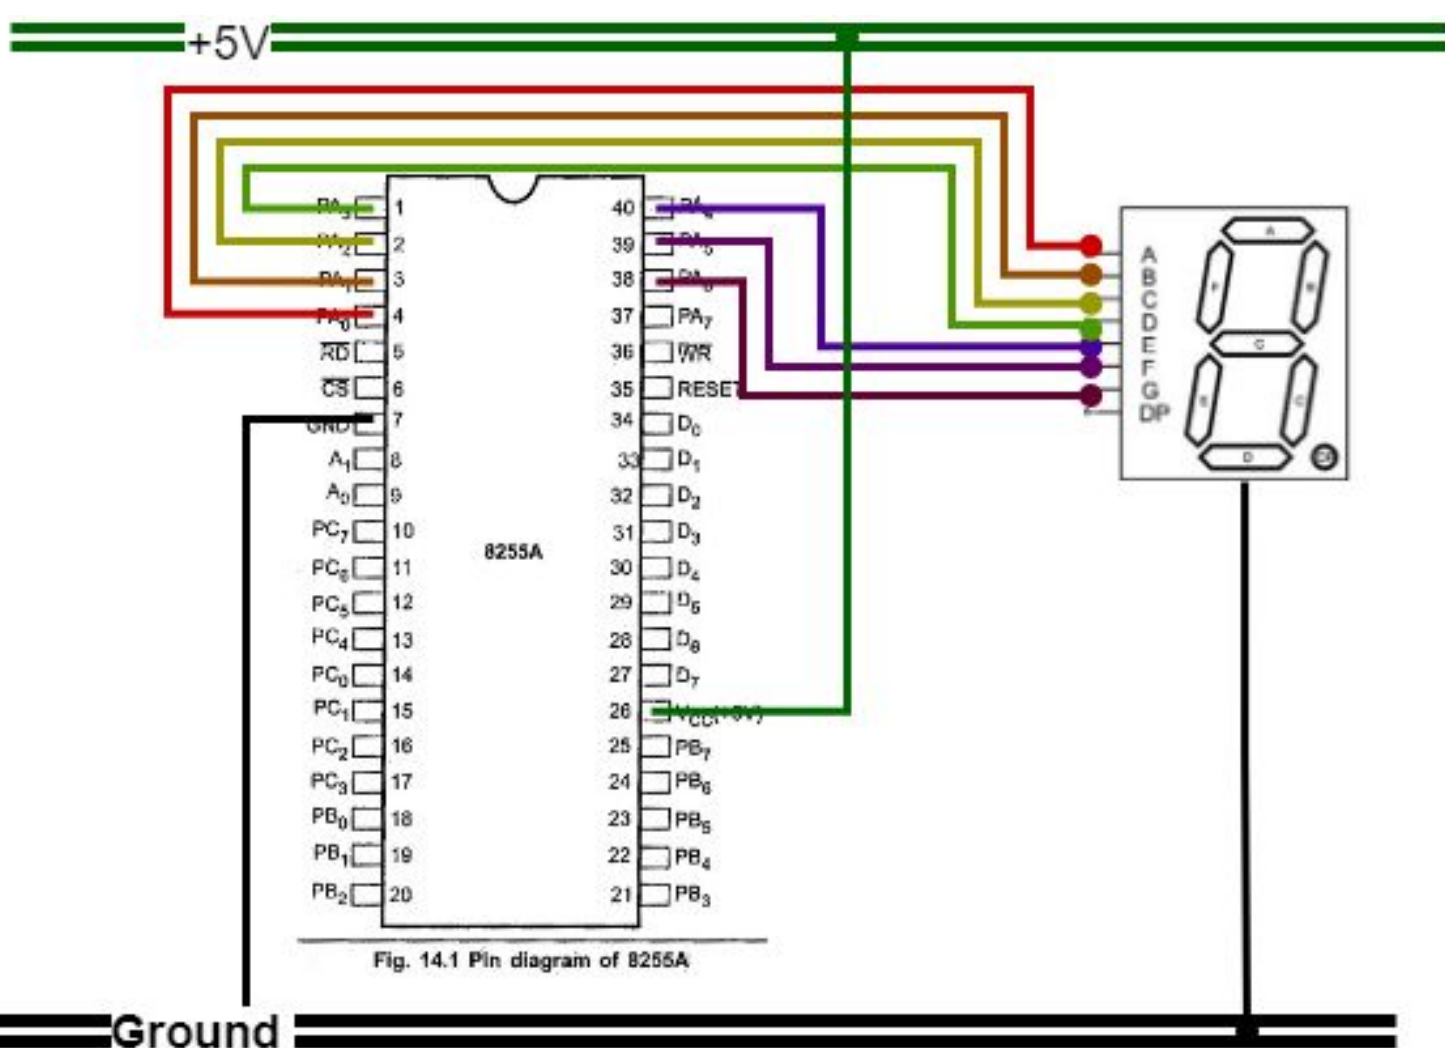 +5V
PA₃ 1 40 PA₄
PA₂ 2 39 PA₅
PA₁ 3 38 PA₆
PA₀ 4 37 PA₇
R̅D̅ 5 36 W̅R̅
C̅S̅ 6 35 RESET
GND 7 34 D₀
A₁ 8 33 D₁
A₀ 9 32 D₂
PC₇ 10 31 D₃
PC₆ 11 30 D₄
PC₅ 12 29 D₅
PC₄ 13 28 D₆
PC₀ 14 27 D₇
PC₁ 15 26 V_CC(+5V)
PC₂ 16 25 PB₇
PC₃ 17 24 PB₆
PB₀ 18 23 PB₅
PB₁ 19 22 PB₄
PB₂ 20 21 PB₃
8255A
Fig. 14.1 Pin diagram of 8255A
A
B
C
D
E
F
G
DP
A
F B
G
E C
D
Ground